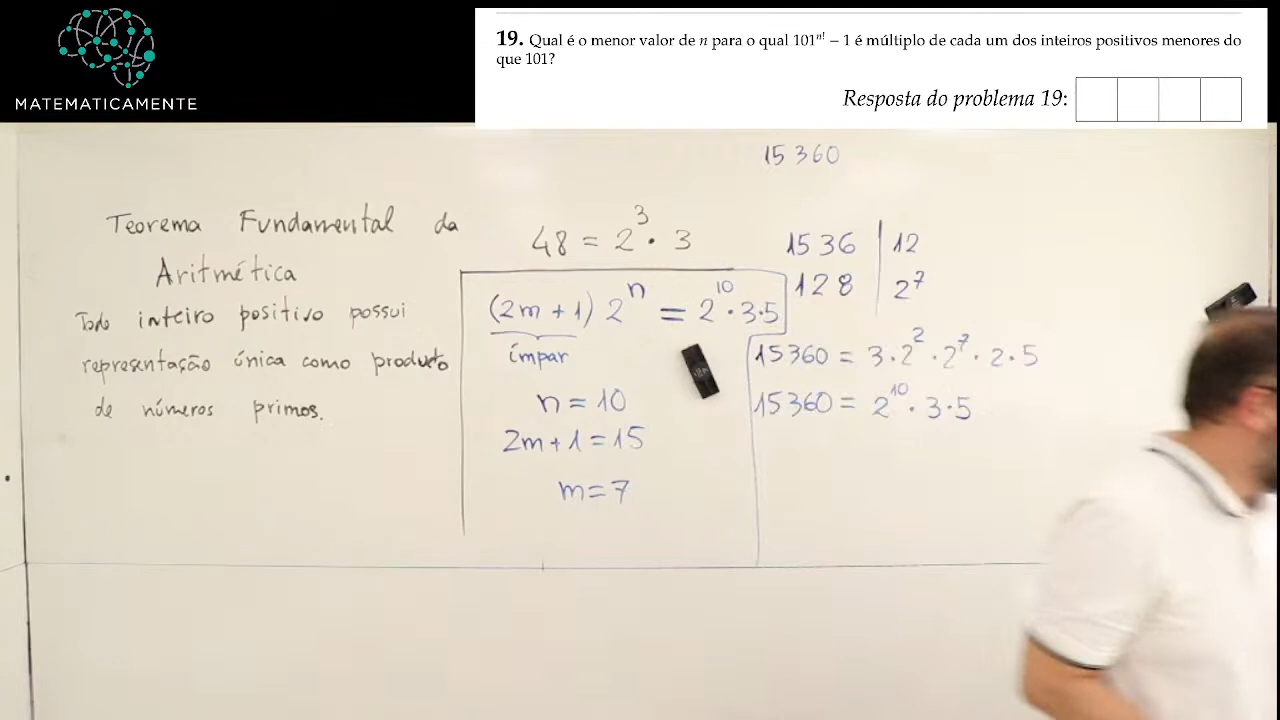 MATEMATICAMENTE
19. Qual é o menor valor de n para o qual 101^{n!} − 1 é múltiplo de cada um dos inteiros positivos menores do
que 101?
Resposta do problema 19:
Teorema Fundamental da
Aritmética
Todo inteiro positivo possui
representação única como produto
de números primos.
48 = 2^3 · 3
(2m + 1) 2^n = 2^10 · 3 · 5
ímpar
n = 10
2m + 1 = 15
m = 7
15 360
1536 | 12
128 | 2^7
15360 = 3 · 2^2 · 2^7 · 2 · 5
15360 = 2^10 · 3 · 5